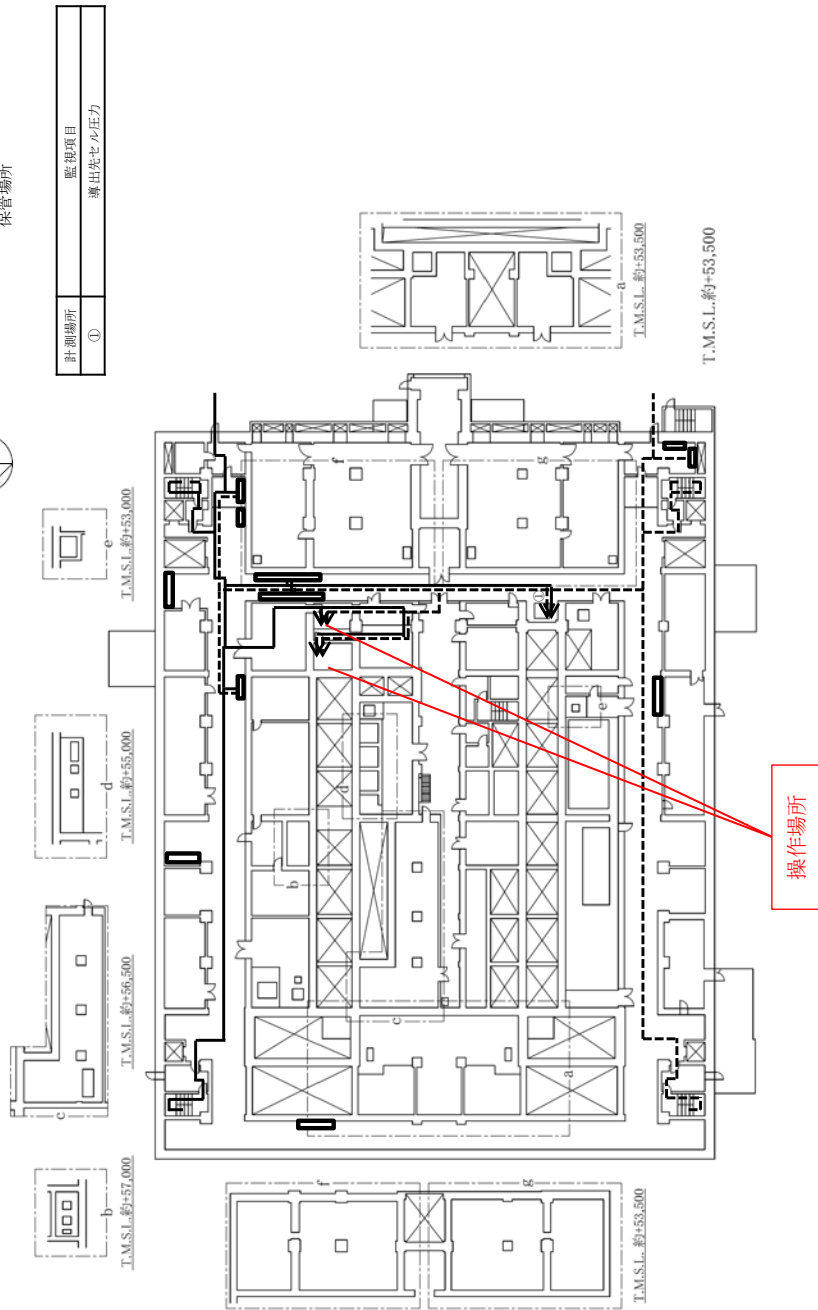 保管場所
計測場所 監視項目
① 導出先セル圧力
b
T.M.S.L.約+57,000
c
T.M.S.L.約+56,500
d
T.M.S.L.約+55,000
e
T.M.S.L.約+53,000
f
g
T.M.S.L. 約+53,500
a
b
c
d
e
f
g
①
a
T.M.S.L. 約+53,500
T.M.S.L.約+53,500
操作場所